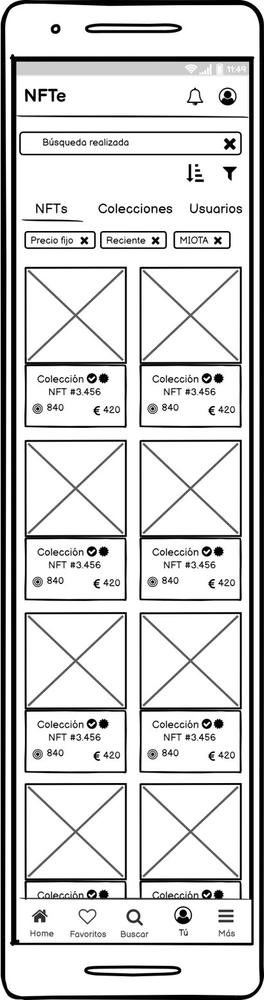 11:49
NFTe
Búsqueda realizada
NFTs Colecciones Usuarios
Precio fijo Reciente MIOTA
Colección Colección
NFT #3.456 NFT #3.456
840 € 420 840 € 420
Colección Colección
NFT #3.456 NFT #3.456
840 € 420 840 € 420
Colección Colección
NFT #3.456 NFT #3.456
840 € 420 840 € 420
Colección Colección
Home Favoritos Buscar Tú Más